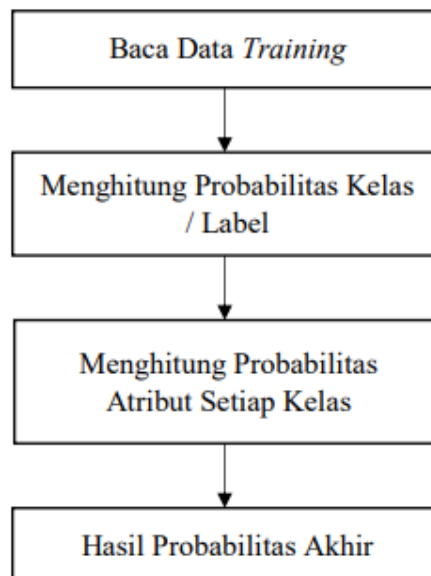 Baca Data Training
Menghitung Probabilitas Kelas
/ Label
Menghitung Probabilitas
Atribut Setiap Kelas
Hasil Probabilitas Akhir